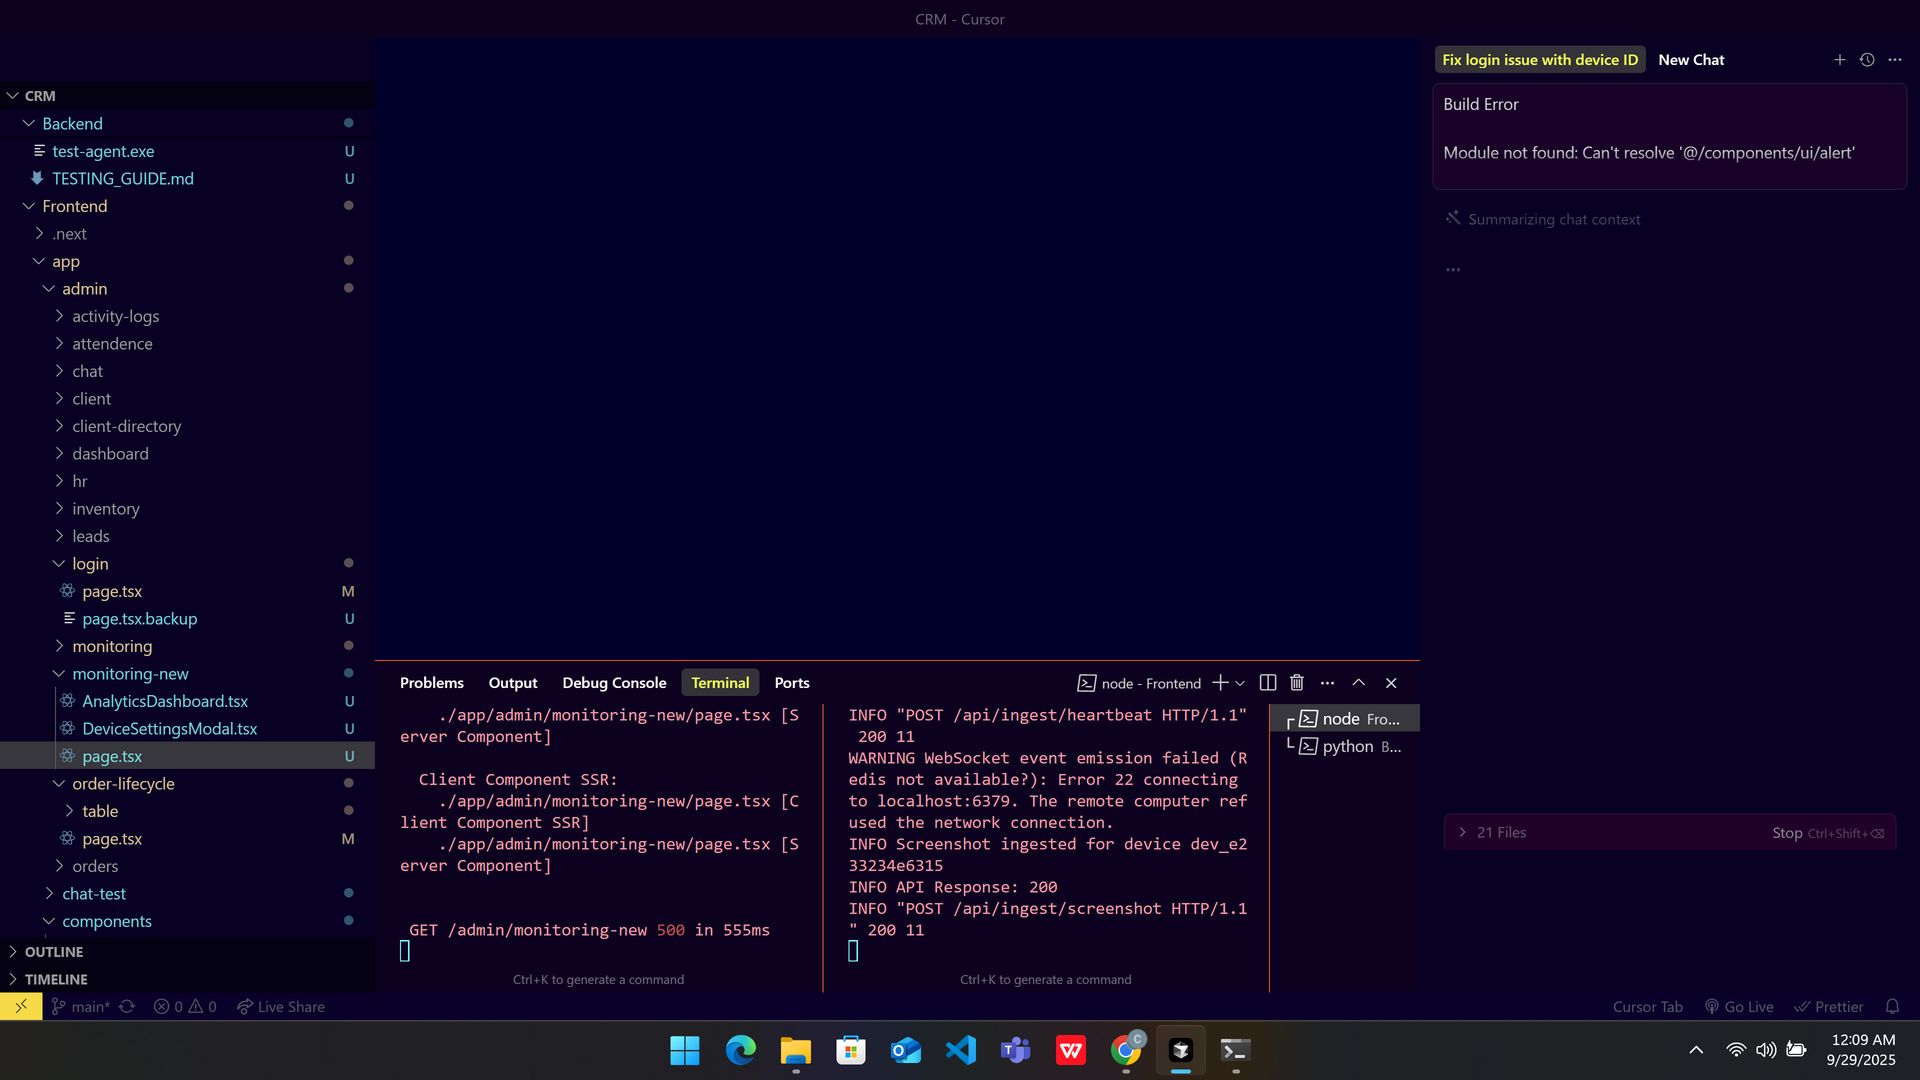 CRM - Cursor
CRM
Backend
test-agent.exe U
TESTING_GUIDE.md U
Frontend
.next
app
admin
activity-logs
attendence
chat
client
client-directory
dashboard
hr
inventory
leads
login
page.tsx M
page.tsx.backup U
monitoring
monitoring-new
AnalyticsDashboard.tsx U
DeviceSettingsModal.tsx U
page.tsx U
order-lifecycle
table
page.tsx M
orders
chat-test
components
OUTLINE
TIMELINE
Problems Output Debug Console Terminal Ports
node - Frontend
./app/admin/monitoring-new/page.tsx [S
erver Component]
Client Component SSR:
./app/admin/monitoring-new/page.tsx [C
lient Component SSR]
./app/admin/monitoring-new/page.tsx [S
erver Component]
GET /admin/monitoring-new 500 in 555ms
Ctrl+K to generate a command
INFO "POST /api/ingest/heartbeat HTTP/1.1"
200 11
WARNING WebSocket event emission failed (R
edis not available?): Error 22 connecting
to localhost:6379. The remote computer ref
used the network connection.
INFO Screenshot ingested for device dev_e2
33234e6315
INFO API Response: 200
INFO "POST /api/ingest/screenshot HTTP/1.1
" 200 11
Ctrl+K to generate a command
node Fro...
python B...
Fix login issue with device ID New Chat
Build Error
Module not found: Can't resolve '@/components/ui/alert'
Summarizing chat context
...
21 Files Stop Ctrl+Shift+⌫
main* 0 0 Live Share
Cursor Tab Go Live Prettier
12:09 AM
9/29/2025